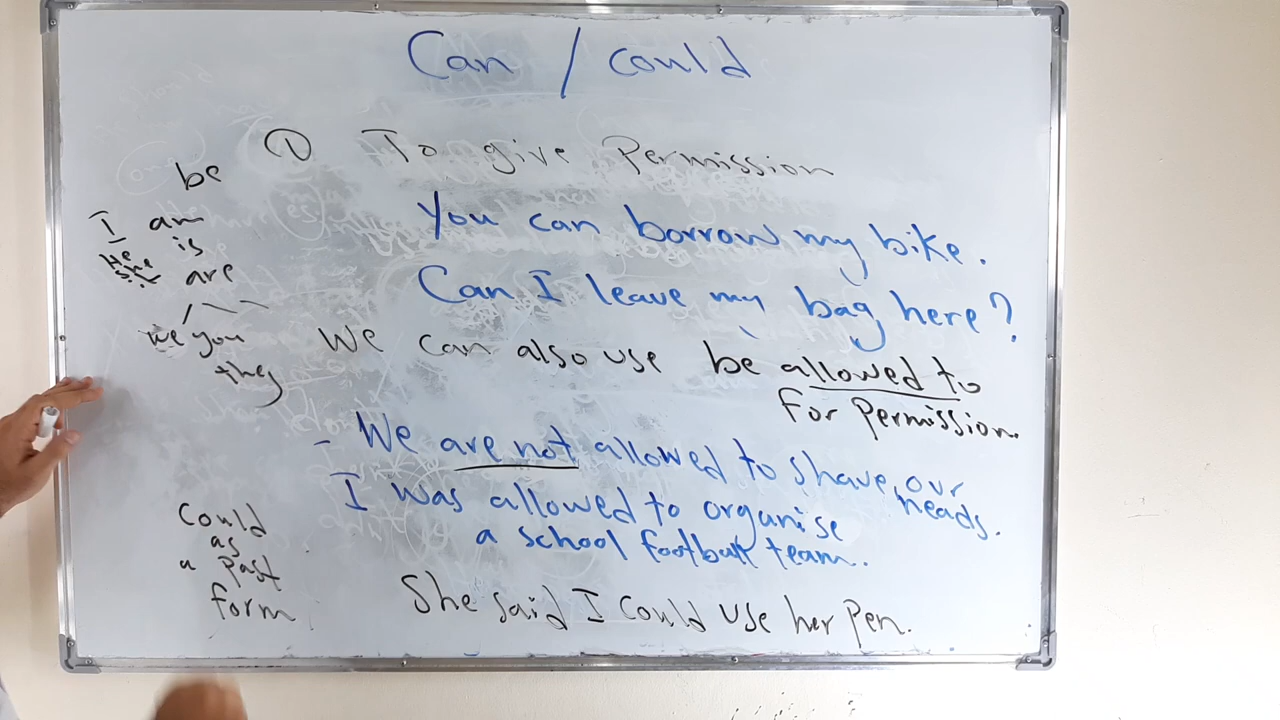 Can / could
① To give Permission
You can borrow my bike.
Can I leave my bag here?
We can also use be allowed to
for permission.
- We are not allowed to shave our
heads.
I was allowed to organise
a school football team.
She said I could use her pen.
be
I am
He She is
are
we you
they
Could
as
a past
form